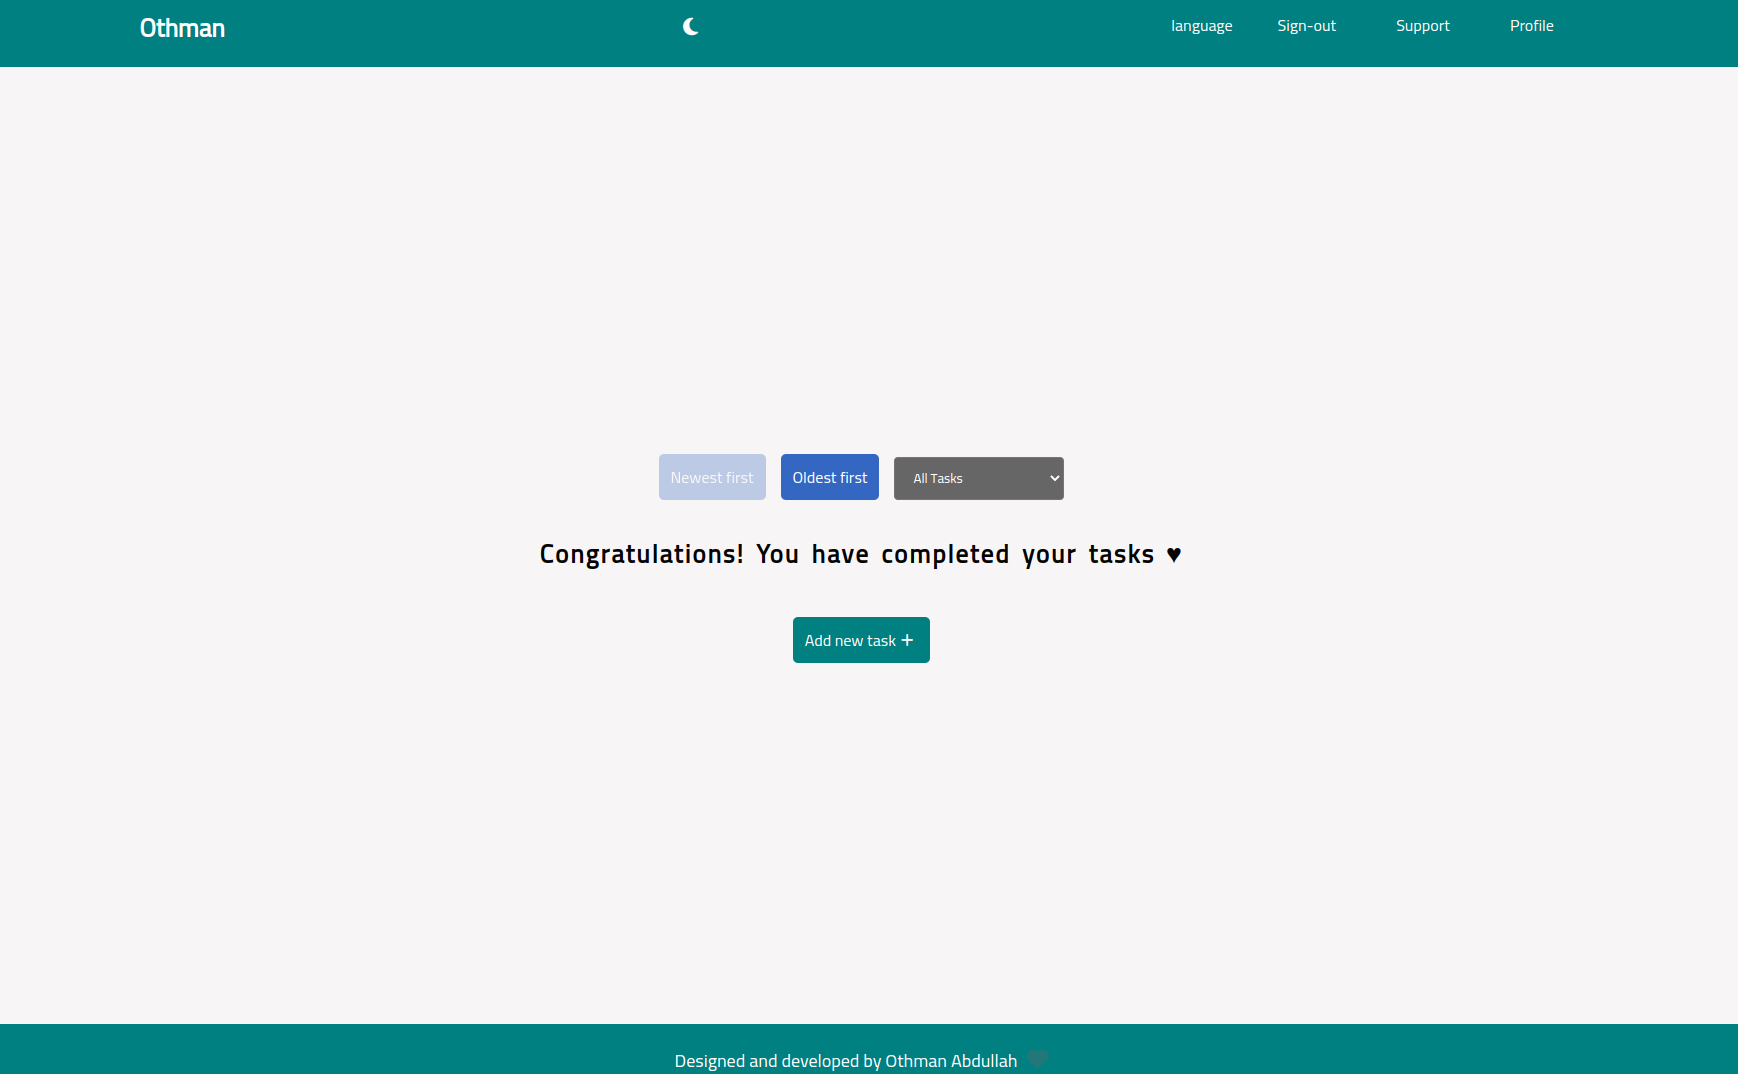 Othman
language Sign-out Support Profile
Newest first Oldest first All Tasks
Congratulations! You have completed your tasks ♥
Add new task +
Designed and developed by Othman Abdullah